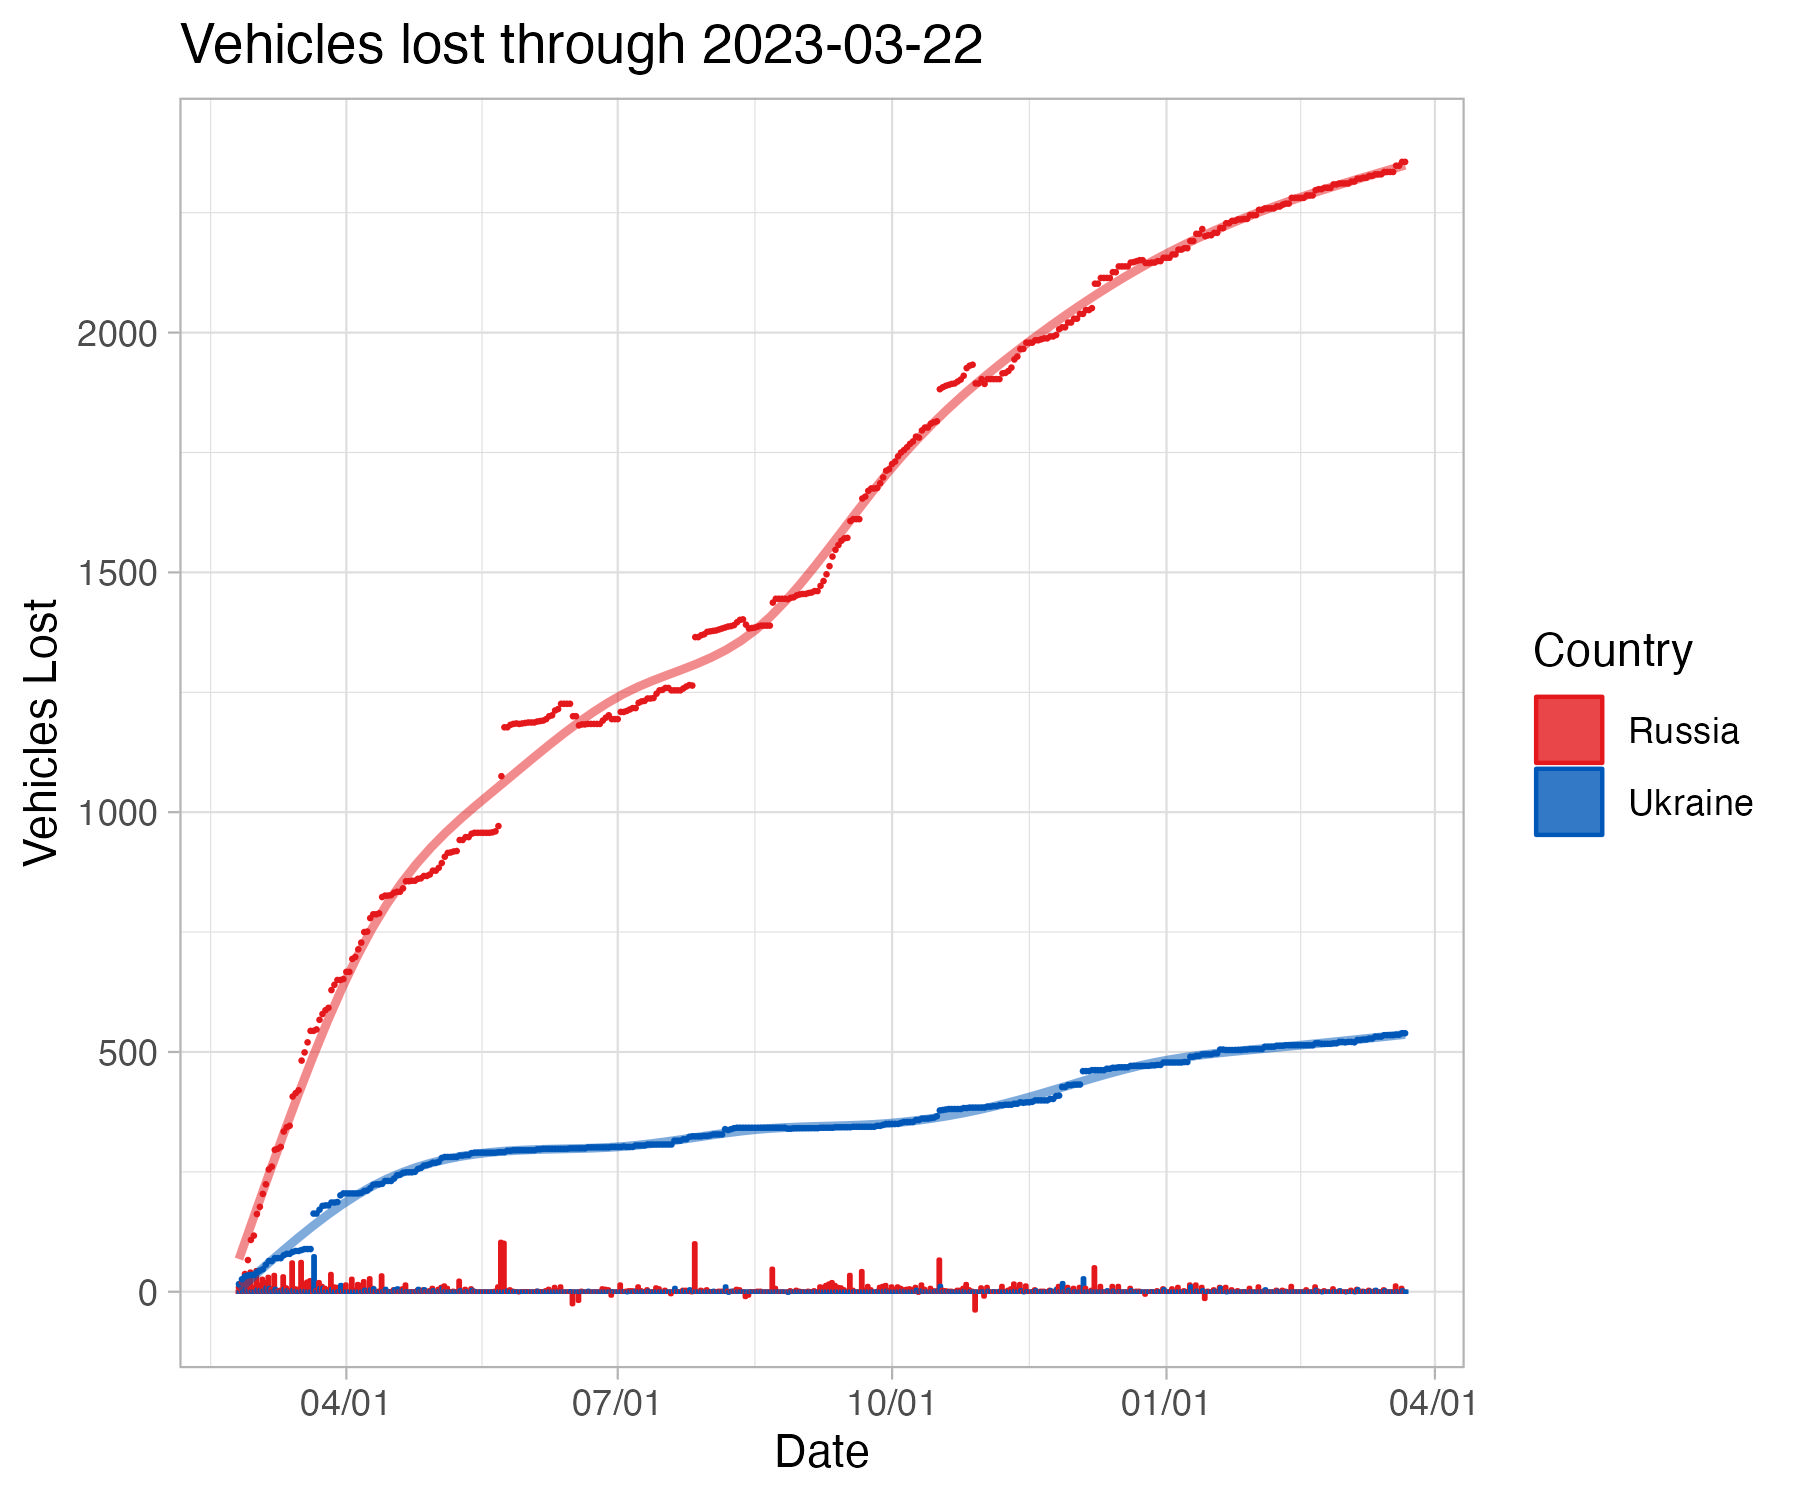 Vehicles lost through 2023-03-22
Vehicles Lost
2000
1500
1000
500
0
04/01
07/01
10/01
01/01
04/01
Date
Country
Russia
Ukraine